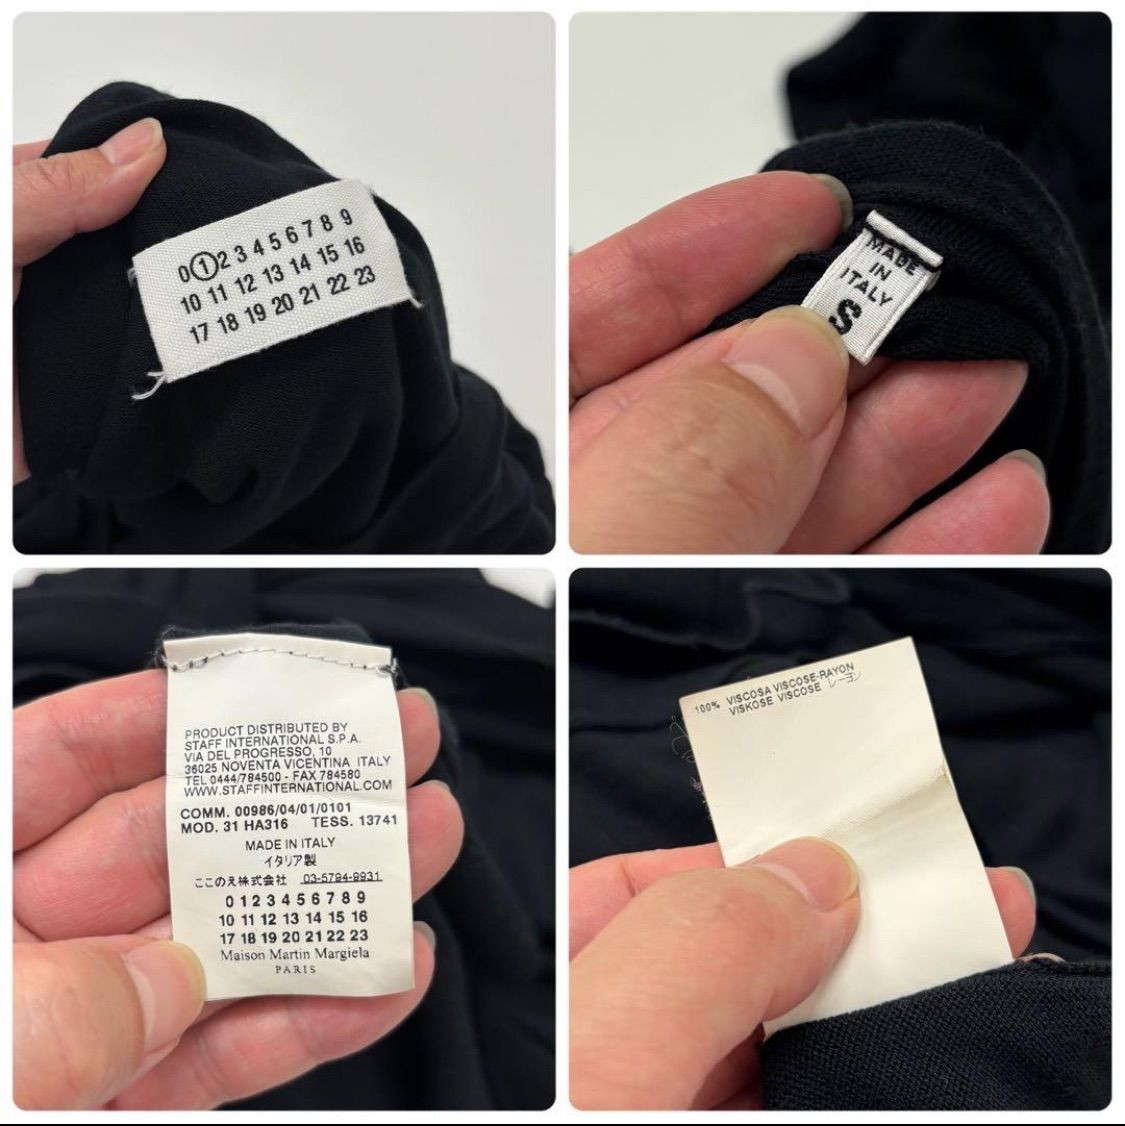 0 1 2 3 4 5 6 7 8 9
10 11 12 13 14 15 16
17 18 19 20 21 22 23
MADE
IN
ITALY
S
PRODUCT DISTRIBUTED BY
STAFF INTERNATIONAL S.P.A.
VIA DEL PROGRESSO, 10
36025 NOVENTA VICENTINA ITALY
TEL 0444/784500 - FAX 784580
WWW.STAFFINTERNATIONAL.COM
COMM. 00986/04/01/0101
MOD. 31 HA316 TESS. 13741
MADE IN ITALY
イタリア製
ここのえ株式会社 03-5794-9931
0 1 2 3 4 5 6 7 8 9
10 11 12 13 14 15 16
17 18 19 20 21 22 23
Maison Martin Margiela
PARIS
100% VISCOSA VISCOSE-RAYON
VISKOSE VISCOSE レーヨン